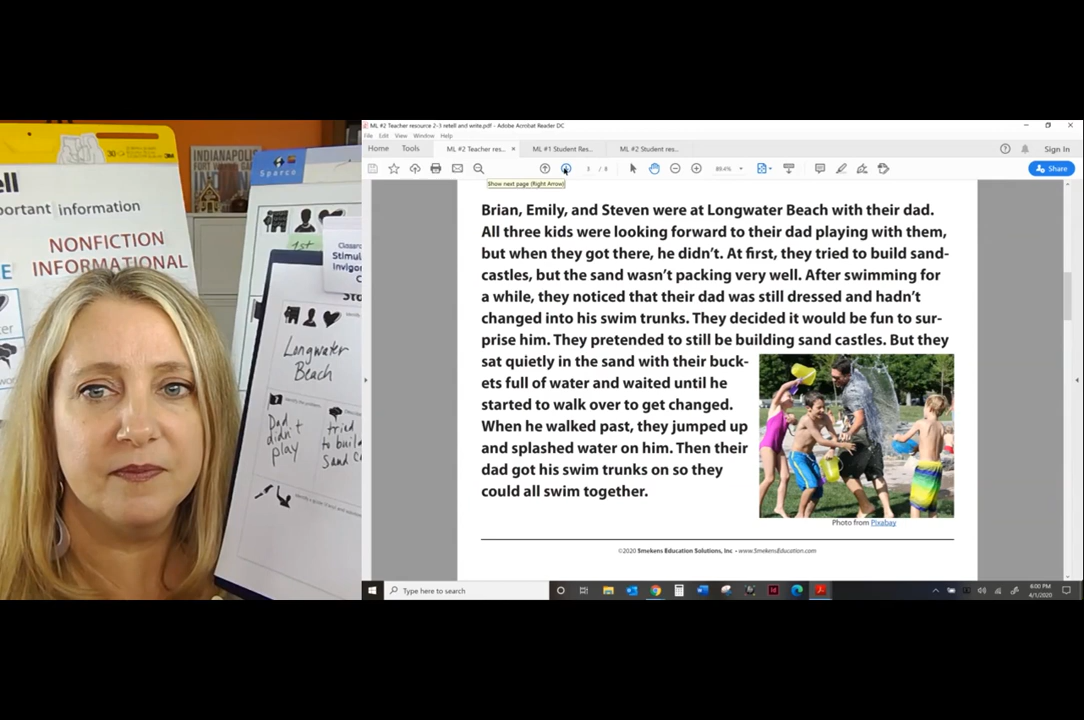 ell
portant information
NONFICTION
INFORMATIONAL
INDIANAPOLIS
Sparco
1st
Longwater
Beach
Dad
didn't
play
tried
to build
Sand C
ML #2 Teacher resource 2-3 retell and write.pdf - Adobe Acrobat Reader DC
File Edit View Window Help
Home Tools ML #2 Teacher res... × ML #1 Student Res... ML #2 Student res... Sign In
/ 8 89.4% Share
Show next page (Right Arrow)
Brian, Emily, and Steven were at Longwater Beach with their dad.
All three kids were looking forward to their dad playing with them,
but when they got there, he didn't. At first, they tried to build sand-
castles, but the sand wasn't packing very well. After swimming for
a while, they noticed that their dad was still dressed and hadn't
changed into his swim trunks. They decided it would be fun to sur-
prise him. They pretended to still be building sand castles. But they
sat quietly in the sand with their buck-
ets full of water and waited until he
started to walk over to get changed.
When he walked past, they jumped up
and splashed water on him. Then their
dad got his swim trunks on so they
could all swim together.
Photo from Pixabay
©2020 Smekens Education Solutions, Inc • www.SmekensEducation.com
Type here to search
6:00 PM
4/1/2020